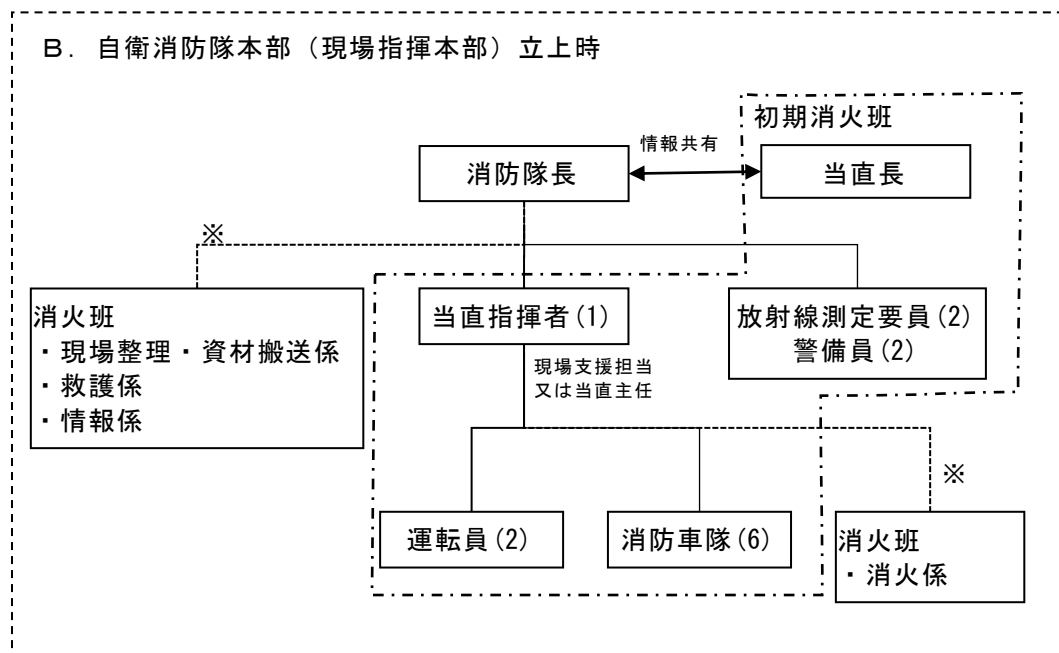 B. 自衛消防隊本部（現場指揮本部）立上時
初期消火班
情報共有
消防隊長
当直長
※
消火班
・現場整理・資材搬送係
・救護係
・情報係
当直指揮者(1)
放射線測定要員(2)
警備員(2)
現場支援担当
又は当直主任
※
運転員(2)
消防車隊(6)
消火班
・消火係